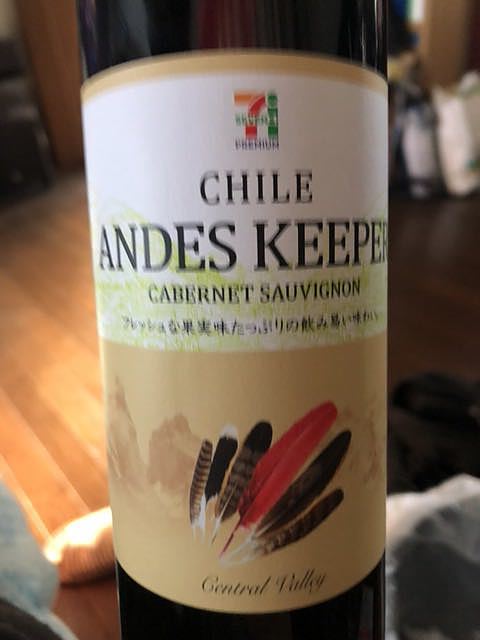 SEVEN & i
PREMIUM
CHILE
ANDES KEEPER
CABERNET SAUVIGNON
フレッシュな果実味たっぷりの飲み易い味わい
Central Valley